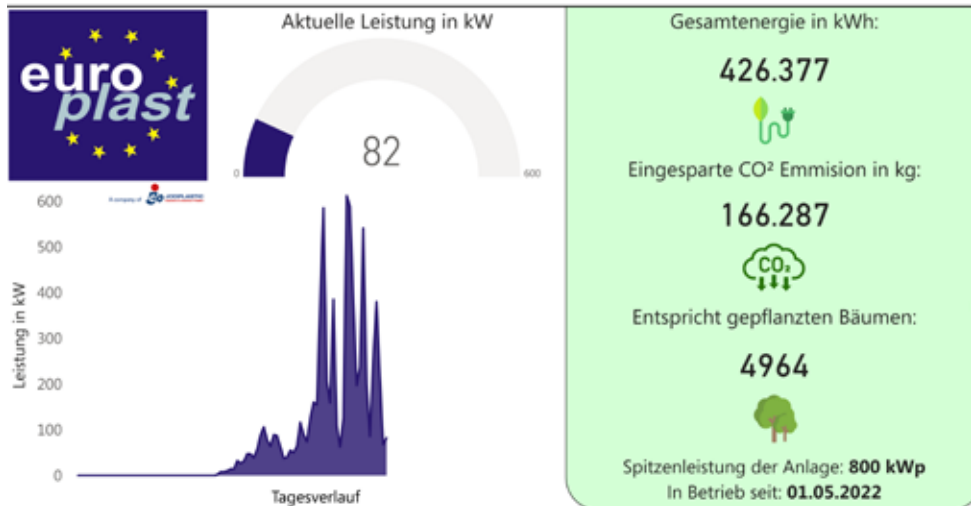 euro
plast
A company of
Aktuelle Leistung in kW
82
0
600
Leistung in kW
600
500
400
300
200
100
0
Tagesverlauf
Gesamtenergie in kWh:
426.377
Eingesparte CO² Emmision in kg:
166.287
CO₂
Entspricht gepflanzten Bäumen:
4964
Spitzenleistung der Anlage: 800 kWp
In Betrieb seit: 01.05.2022